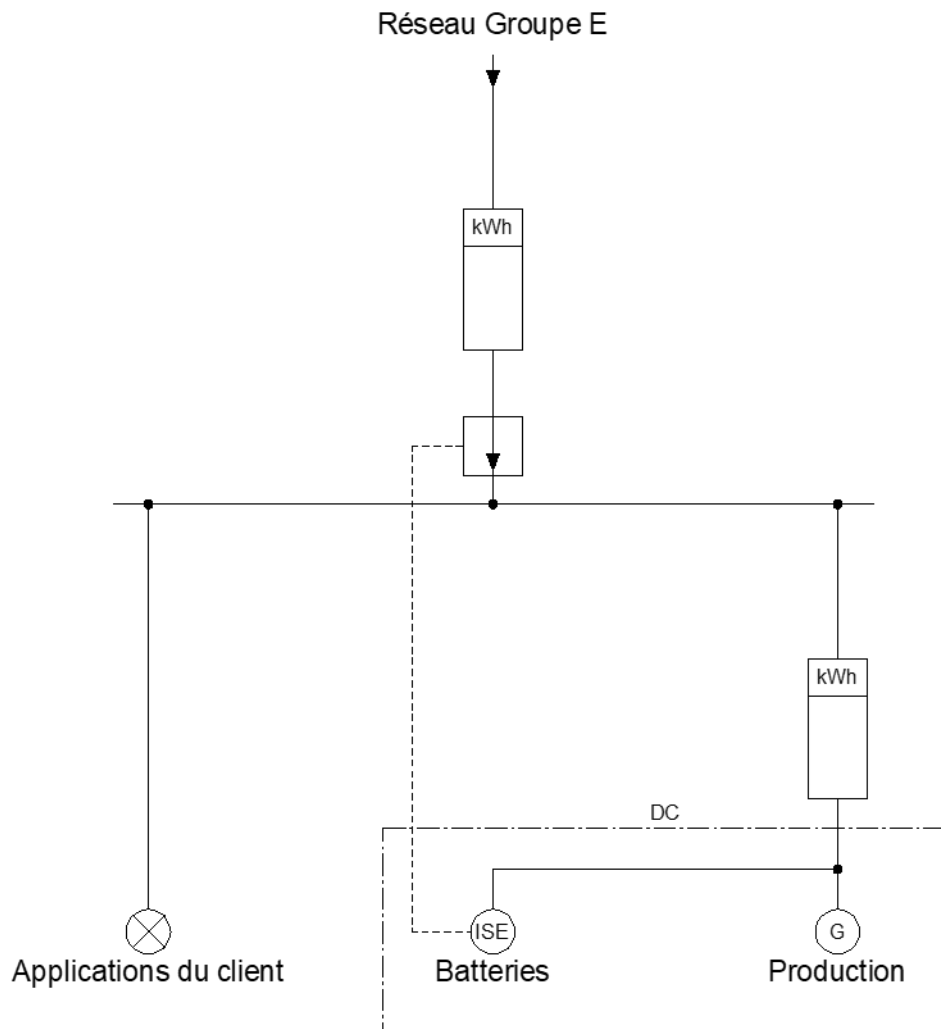 Réseau Groupe E
kWh
kWh
DC
ISE
G
Applications du client
Batteries
Production